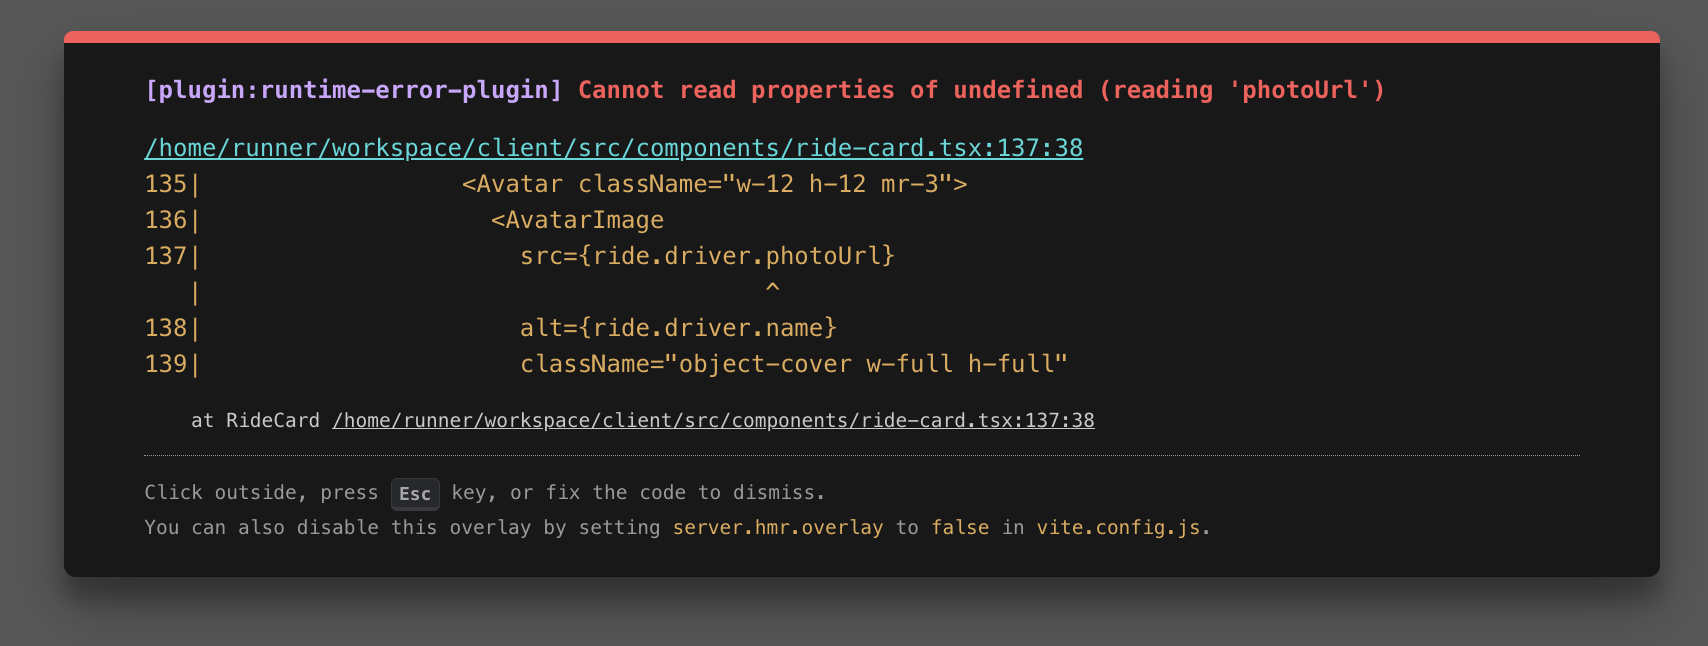 [plugin:runtime-error-plugin] Cannot read properties of undefined (reading 'photoUrl')
/home/runner/workspace/client/src/components/ride-card.tsx:137:38
135|                  <Avatar className="w-12 h-12 mr-3">
136|                    <AvatarImage
137|                      src={ride.driver.photoUrl}
   |                                       ^
138|                      alt={ride.driver.name}
139|                      className="object-cover w-full h-full"
    at RideCard /home/runner/workspace/client/src/components/ride-card.tsx:137:38
Click outside, press Esc key, or fix the code to dismiss.
You can also disable this overlay by setting server.hmr.overlay to false in vite.config.js.